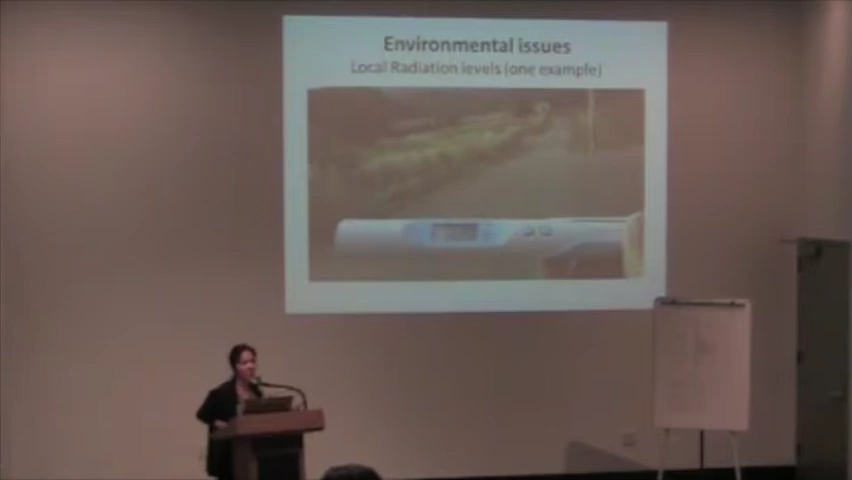 Environmental issues
Local Radiation levels (one example)